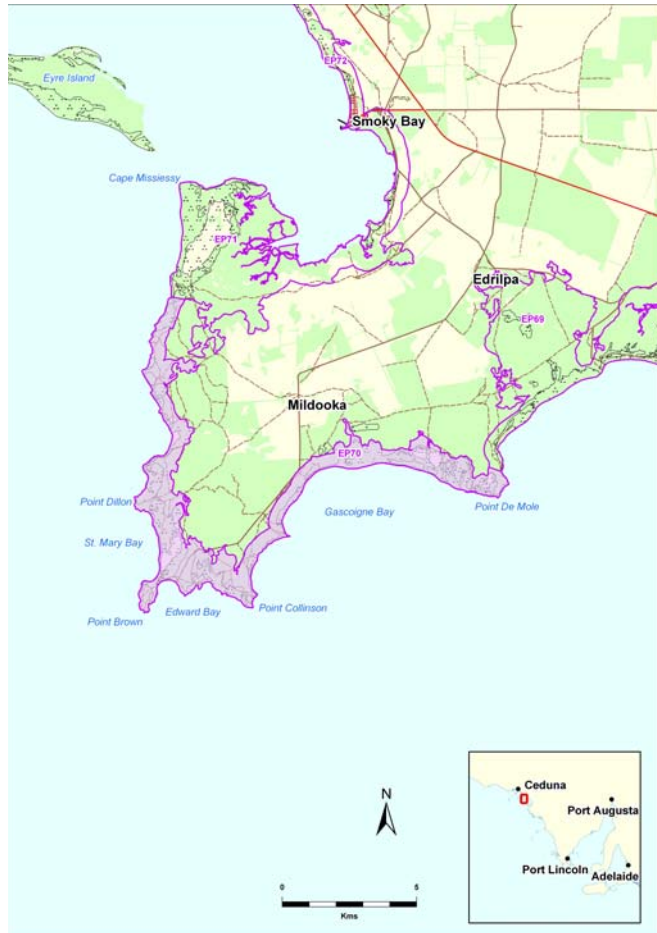 Eyre Island
EP72
Smoky Bay
Cape Missiessy
EP71
Edrilpa
EP69
Mildooka
EP70
Point Dillon
Gascoigne Bay
Point De Mole
St. Mary Bay
Edward Bay
Point Collinson
Point Brown
N
0
5
Kms
Ceduna
Port Augusta
Port Lincoln
Adelaide